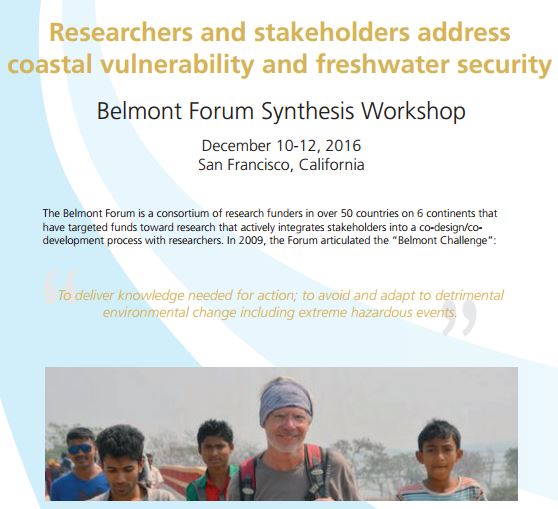 Researchers and stakeholders address
coastal vulnerability and freshwater security
Belmont Forum Synthesis Workshop
December 10-12, 2016
San Francisco, California
The Belmont Forum is a consortium of research funders in over 50 countries on 6 continents that
have targeted funds toward research that actively integrates stakeholders into a co-design/co-
development process with researchers. In 2009, the Forum articulated the “Belmont Challenge”:
“To deliver knowledge needed for action; to avoid and adapt to detrimental
environmental change including extreme hazardous events.”